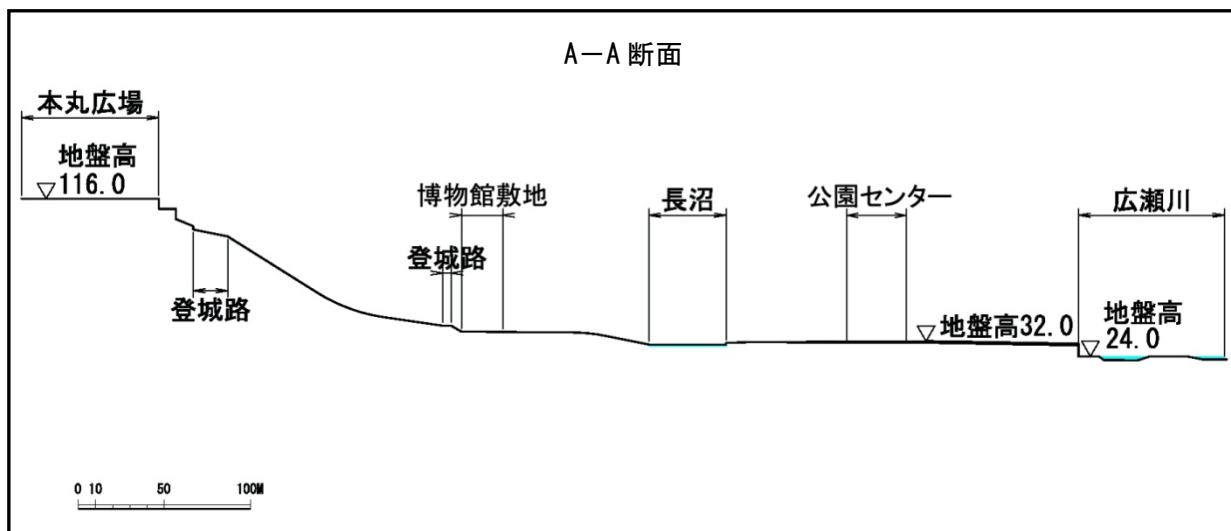 A－A 断面
本丸広場
地盤高
116.0
博物館敷地
長沼
公園センター
広瀬川
登城路
登城路
地盤高32.0
地盤高
24.0
0 10 50 100M